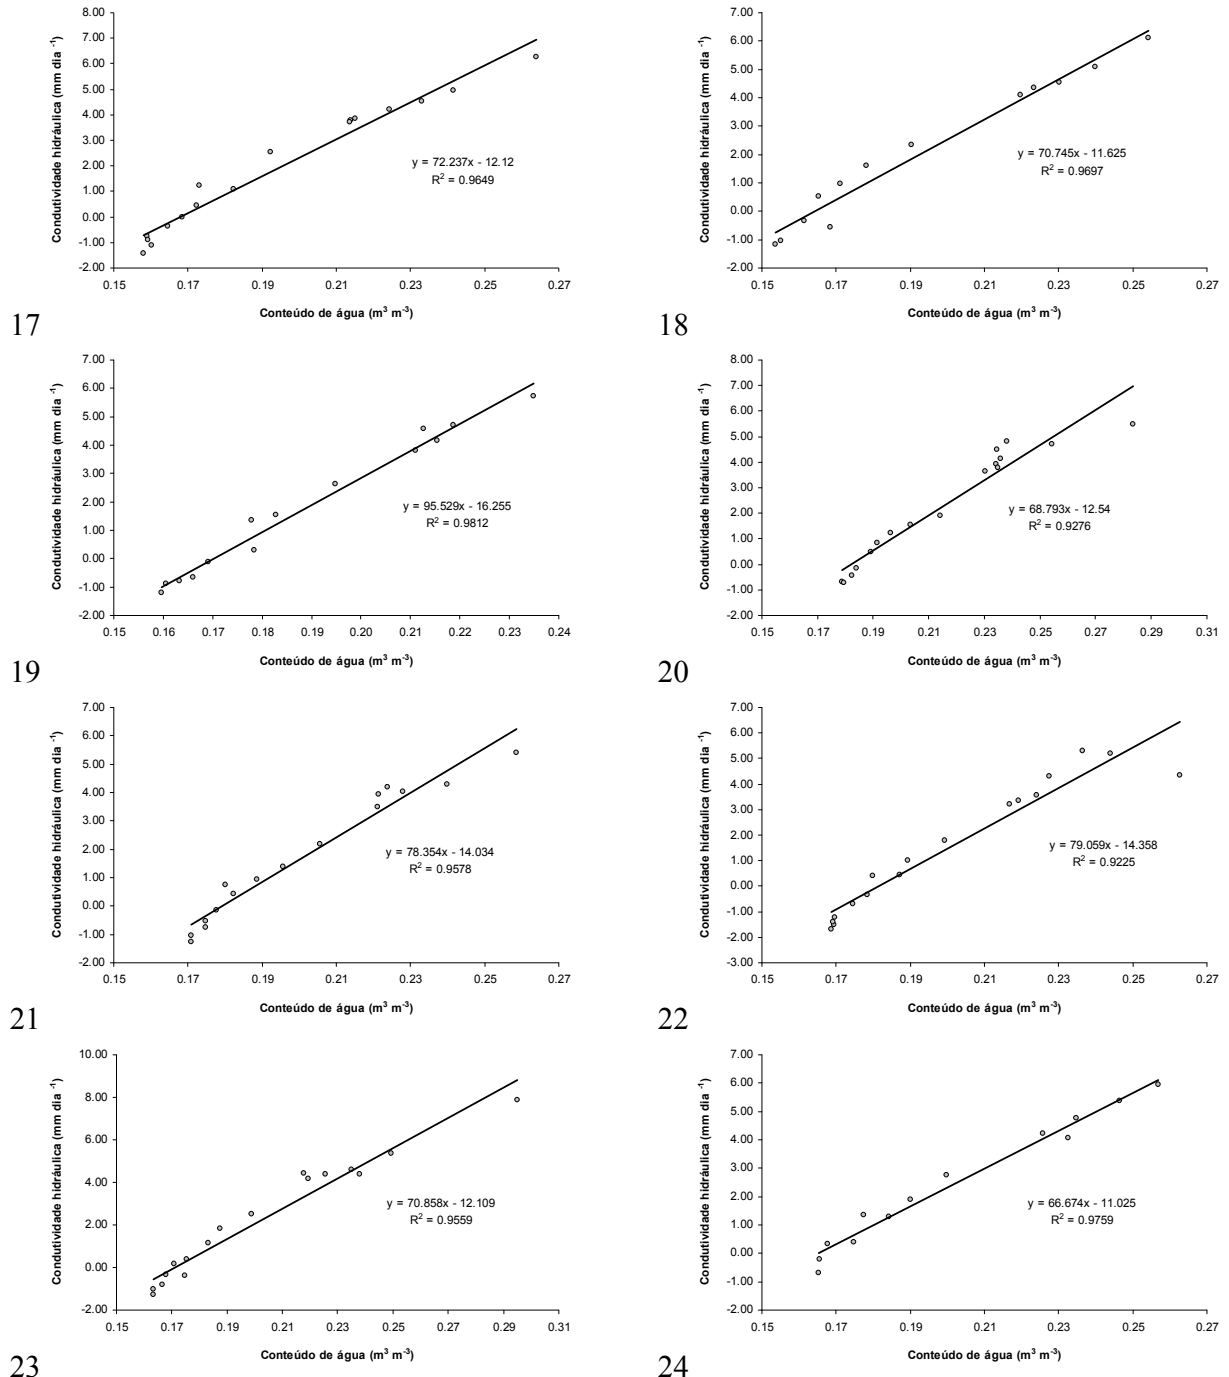 8.00
7.00
6.00
5.00
4.00
3.00
2.00
1.00
0.00
-1.00
-2.00
Condutividade hidráulica (mm dia -1)
y = 72.237x - 12.12
R2 = 0.9649
0.15 0.17 0.19 0.21 0.23 0.25 0.27
Conteúdo de água (m3 m-3)
17
7.00
6.00
5.00
4.00
3.00
2.00
1.00
0.00
-1.00
-2.00
Condutividade hidráulica (mm dia -1)
y = 70.745x - 11.625
R2 = 0.9697
0.15 0.17 0.19 0.21 0.23 0.25 0.27
Conteúdo de água (m3 m-3)
18
7.00
6.00
5.00
4.00
3.00
2.00
1.00
0.00
-1.00
-2.00
Condutividade hidráulica (mm dia -1)
y = 95.529x - 16.255
R2 = 0.9812
0.15 0.16 0.17 0.18 0.19 0.20 0.21 0.22 0.23 0.24
Conteúdo de água (m3 m-3)
19
8.00
7.00
6.00
5.00
4.00
3.00
2.00
1.00
0.00
-1.00
-2.00
Condutividade hidráulica (mm dia -1)
y = 68.793x - 12.54
R2 = 0.9276
0.15 0.17 0.19 0.21 0.23 0.25 0.27 0.29 0.31
Conteúdo de água (m3 m-3)
20
7.00
6.00
5.00
4.00
3.00
2.00
1.00
0.00
-1.00
-2.00
Condutividade hidráulica (mm dia -1)
y = 78.354x - 14.034
R2 = 0.9578
0.15 0.17 0.19 0.21 0.23 0.25 0.27
Conteúdo de água (m3 m-3)
21
7.00
6.00
5.00
4.00
3.00
2.00
1.00
0.00
-1.00
-2.00
-3.00
Condutividade hidráulica (mm dia -1)
y = 79.059x - 14.358
R2 = 0.9225
0.15 0.17 0.19 0.21 0.23 0.25 0.27
Conteúdo de água (m3 m-3)
22
10.00
8.00
6.00
4.00
2.00
0.00
-2.00
Condutividade hidráulica (mm dia -1)
y = 70.858x - 12.109
R2 = 0.9559
0.15 0.17 0.19 0.21 0.23 0.25 0.27 0.29 0.31
Conteúdo de água (m3 m-3)
23
7.00
6.00
5.00
4.00
3.00
2.00
1.00
0.00
-1.00
-2.00
Condutividade hidráulica (mm dia -1)
y = 66.674x - 11.025
R2 = 0.9759
0.15 0.17 0.19 0.21 0.23 0.25 0.27
Conteúdo de água (m3 m-3)
24